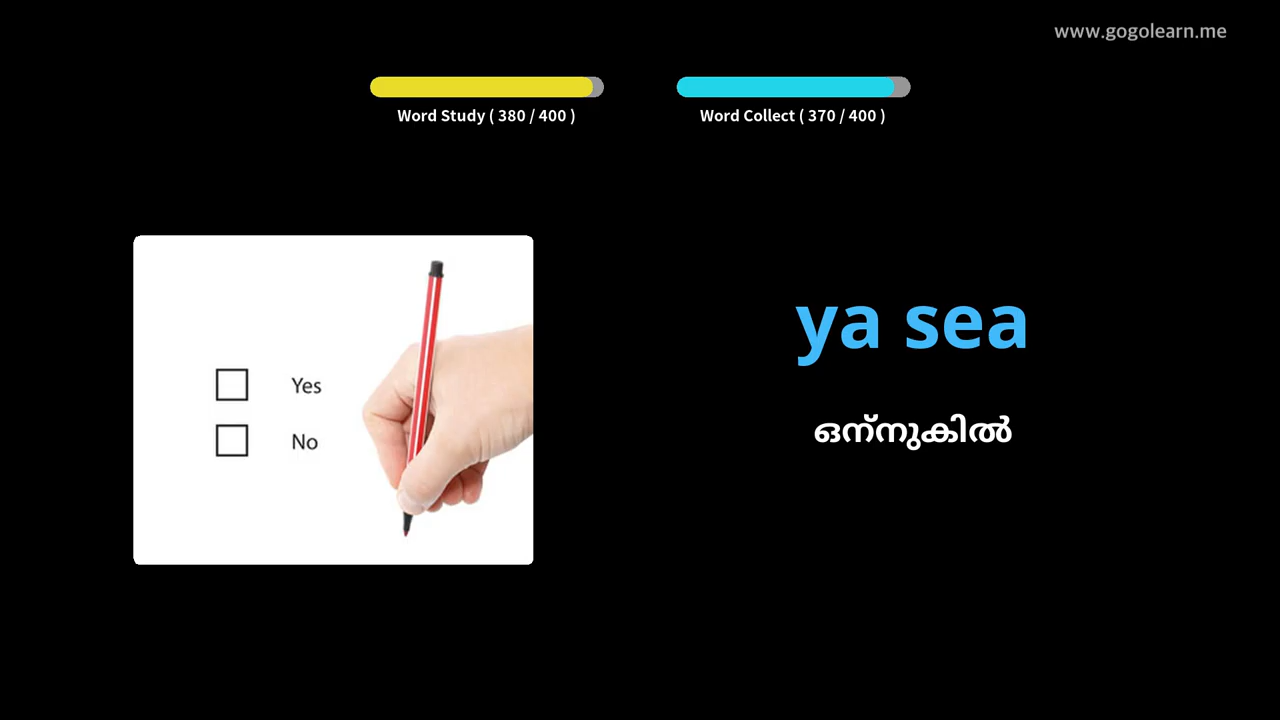 www.gogolearn.me
Word Study ( 380 / 400 )
Word Collect ( 370 / 400 )
Yes
No
ya sea
ഒന്നുകിൽ